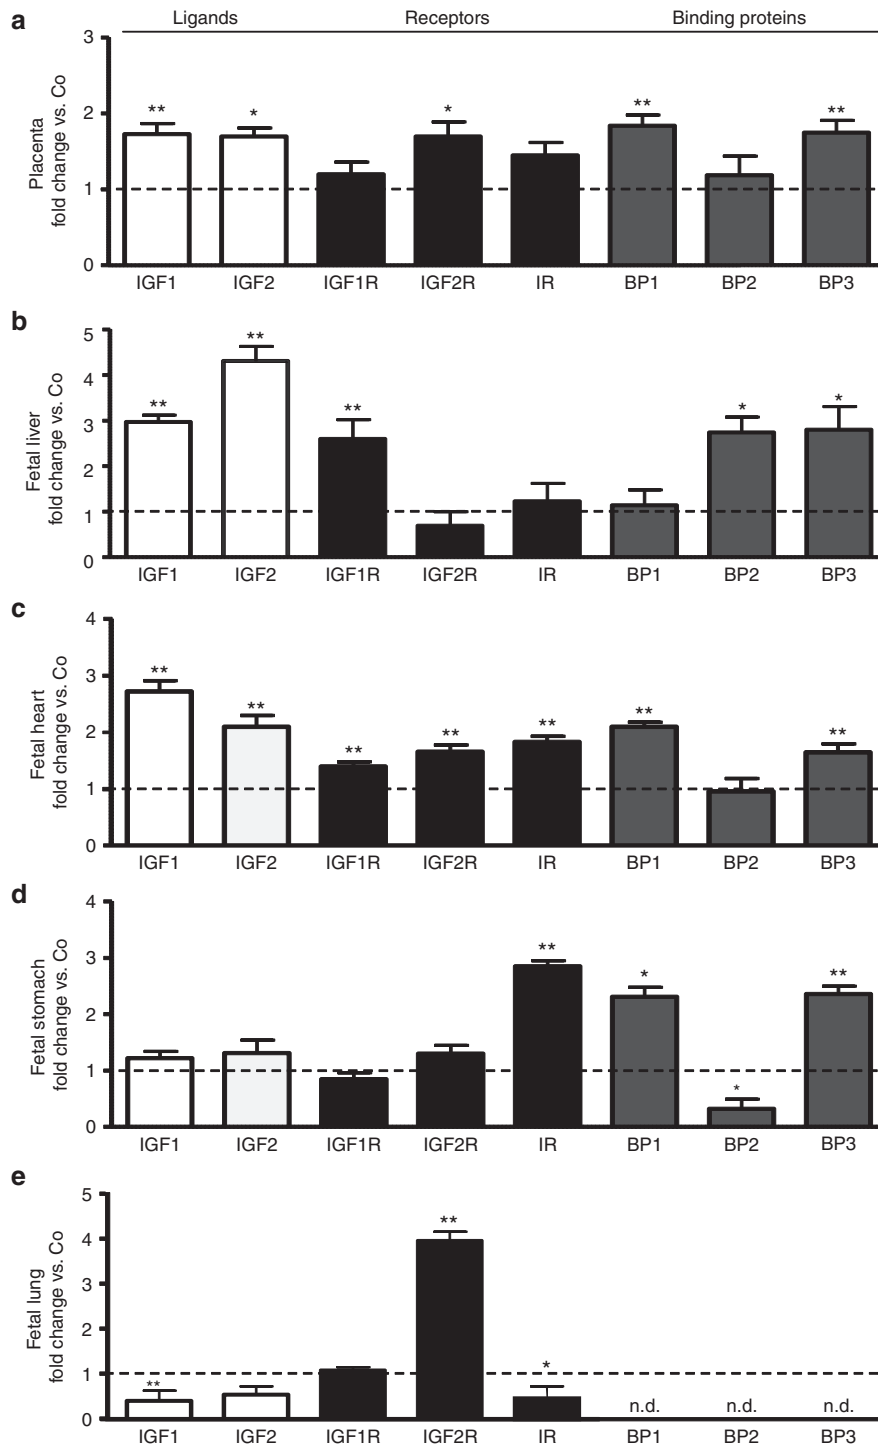 a
Ligands Receptors Binding proteins
Placenta
fold change vs. Co
3
2
1
0
** * * ** **
IGF1 IGF2 IGF1R IGF2R IR BP1 BP2 BP3
b
Fetal liver
fold change vs. Co
5
4
3
2
1
0
** ** ** * *
IGF1 IGF2 IGF1R IGF2R IR BP1 BP2 BP3
c
Fetal heart
fold change vs. Co
4
3
2
1
0
** ** ** ** ** ** **
IGF1 IGF2 IGF1R IGF2R IR BP1 BP2 BP3
d
Fetal stomach
fold change vs. Co
4
3
2
1
0
** * * **
IGF1 IGF2 IGF1R IGF2R IR BP1 BP2 BP3
e
Fetal lung
fold change vs. Co
5
4
3
2
1
0
** ** *
n.d. n.d. n.d.
IGF1 IGF2 IGF1R IGF2R IR BP1 BP2 BP3